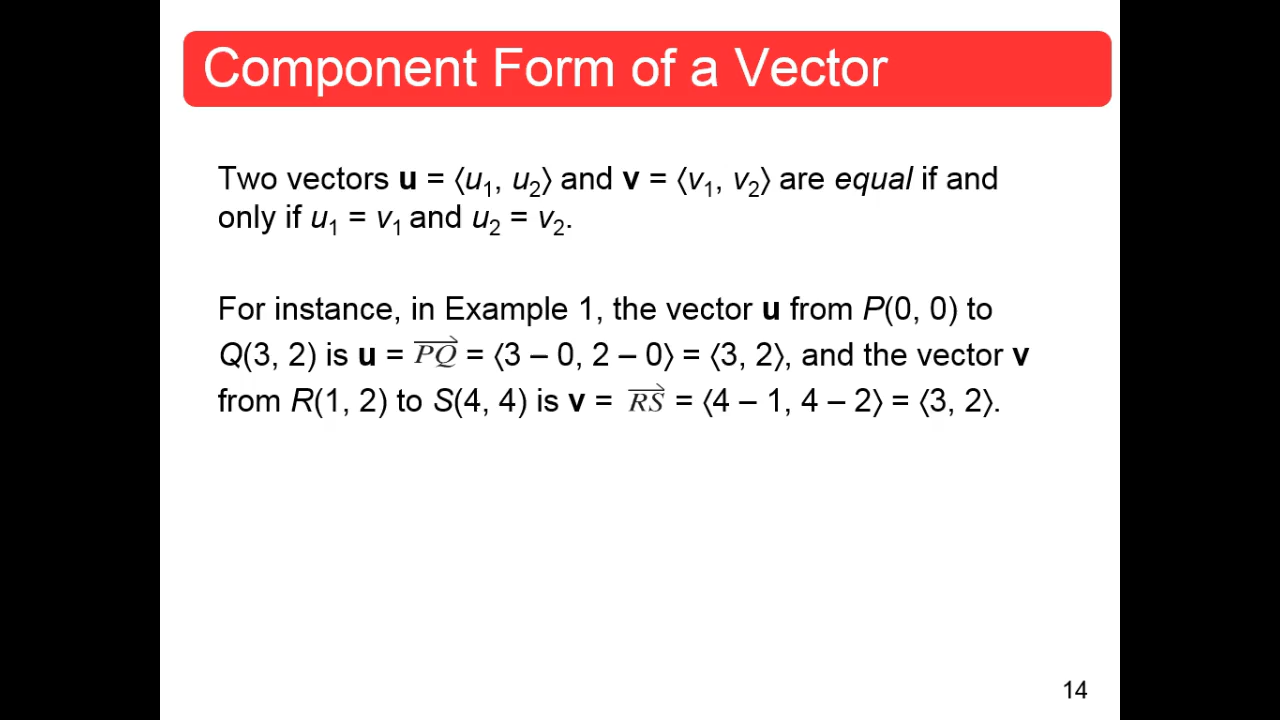 Component Form of a Vector
Two vectors u = ⟨u₁, u₂⟩ and v = ⟨v₁, v₂⟩ are equal if and
only if u₁ = v₁ and u₂ = v₂.
For instance, in Example 1, the vector u from P(0, 0) to
Q(3, 2) is u = \overrightarrow{PQ} = ⟨3 – 0, 2 – 0⟩ = ⟨3, 2⟩, and the vector v
from R(1, 2) to S(4, 4) is v = \overrightarrow{RS} = ⟨4 – 1, 4 – 2⟩ = ⟨3, 2⟩.
14